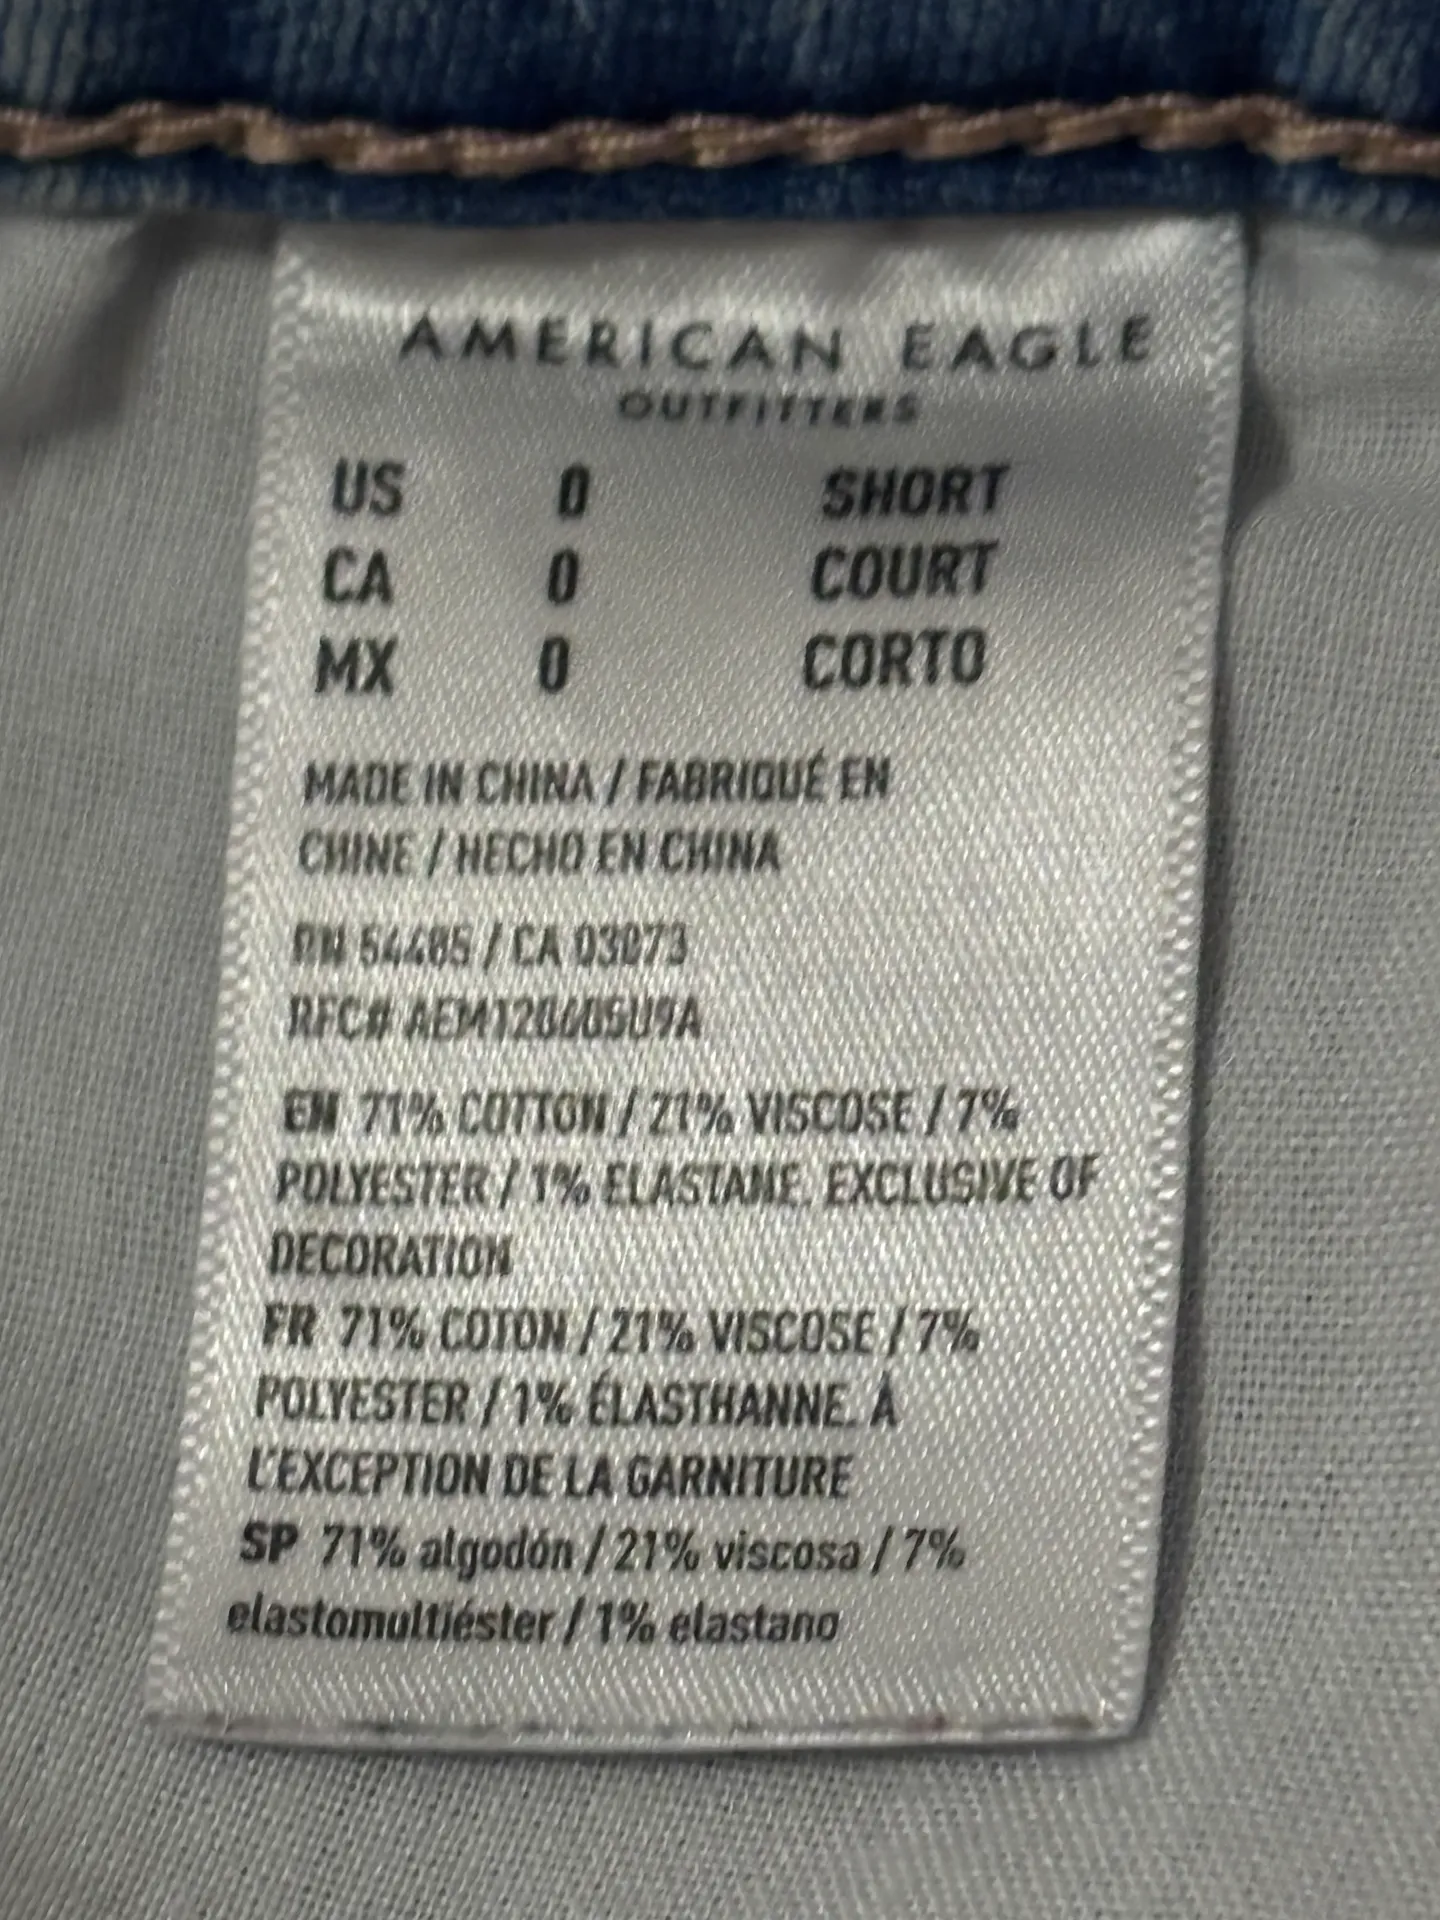 AMERICAN EAGLE
OUTFITTERS
US 0 SHORT
CA 0 COURT
MX 0 CORTO
MADE IN CHINA / FABRIQUÉ EN
CHINE / HECHO EN CHINA
RN 54485 / CA 03073
RFC#
EN 71% COTTON / 21% VISCOSE / 7%
POLYESTER / 1% ELASTANE. EXCLUSIVE OF
DECORATION
FR 71% COTON / 21% VISCOSE / 7%
POLYESTER / 1% ÉLASTHANNE. À
L'EXCEPTION DE LA GARNITURE
SP 71% algodón / 21% viscosa / 7%
elastomultiéster / 1% elastano